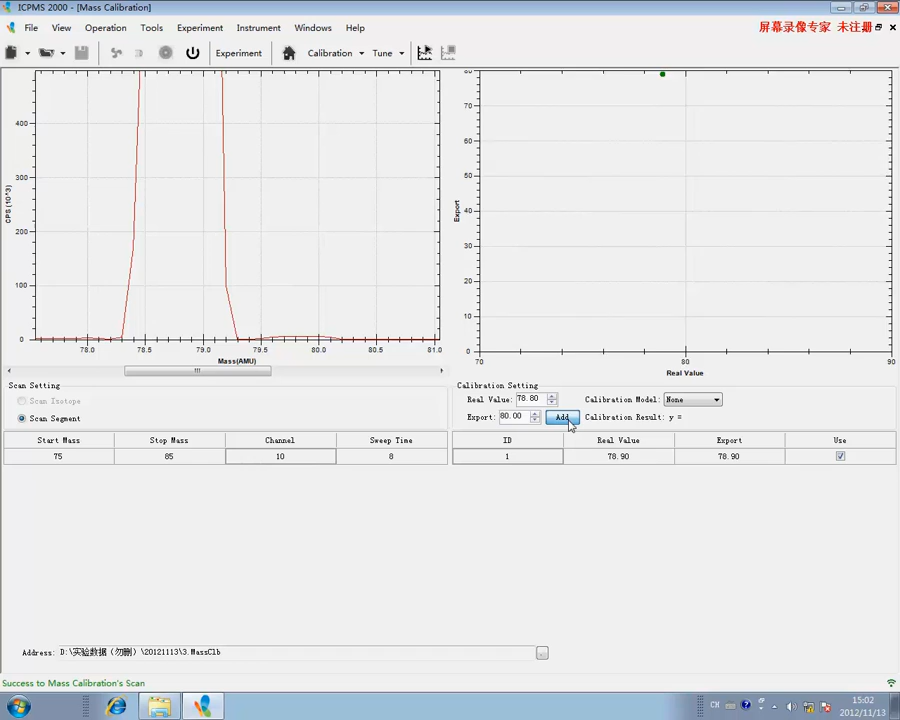 ICPMS 2000 - [Mass Calibration]
File View Operation Tools Experiment Instrument Windows Help
屏幕录像专家 未注册
Experiment Calibration Tune
400
300
200
100
0
CPS (10^3)
78.0 78.5 79.0 79.5 80.0 80.5 81.0
Mass(AMU)
80
70
60
50
40
30
20
10
0
Export
70 80 90
Real Value
Scan Setting
Scan Isotope
Scan Segment
Start Mass Stop Mass Channel Sweep Time
75 85 10 8
Calibration Setting
Real Value: 78.80 Calibration Model: None
Export: 80.00 Add Calibration Result: y =
ID Real Value Export Use
1 78.90 78.90
Address: D:\实验数据（勿删）\20121113\3.MassClb
Success to Mass Calibration's Scan
CH
15:02
2012/11/13